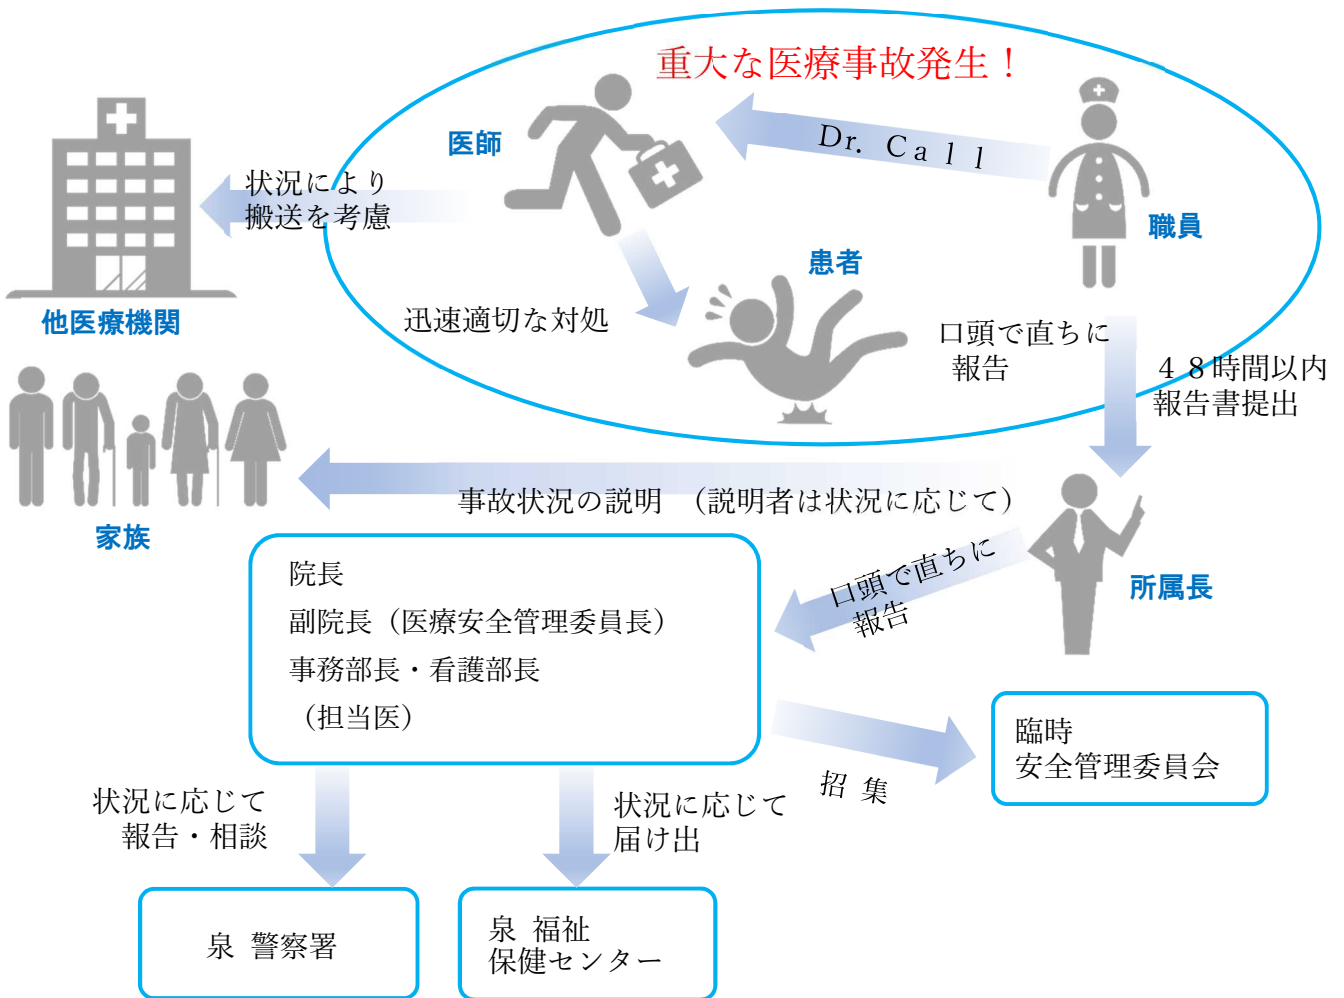 重大な医療事故発生！
医師
Dr. Ｃａｌｌ
状況により
搬送を考慮
職員
患者
他医療機関
迅速適切な対処
口頭で直ちに
報告
４８時間以内
報告書提出
事故状況の説明　（説明者は状況に応じて）
家族
院長
副院長（医療安全管理委員長）
事務部長・看護部長
（担当医）
口頭で直ちに
報告
所属長
臨時
安全管理委員会
招 集
状況に応じて
報告・相談
状況に応じて
届け出
泉 警察署
泉 福祉
保健センター